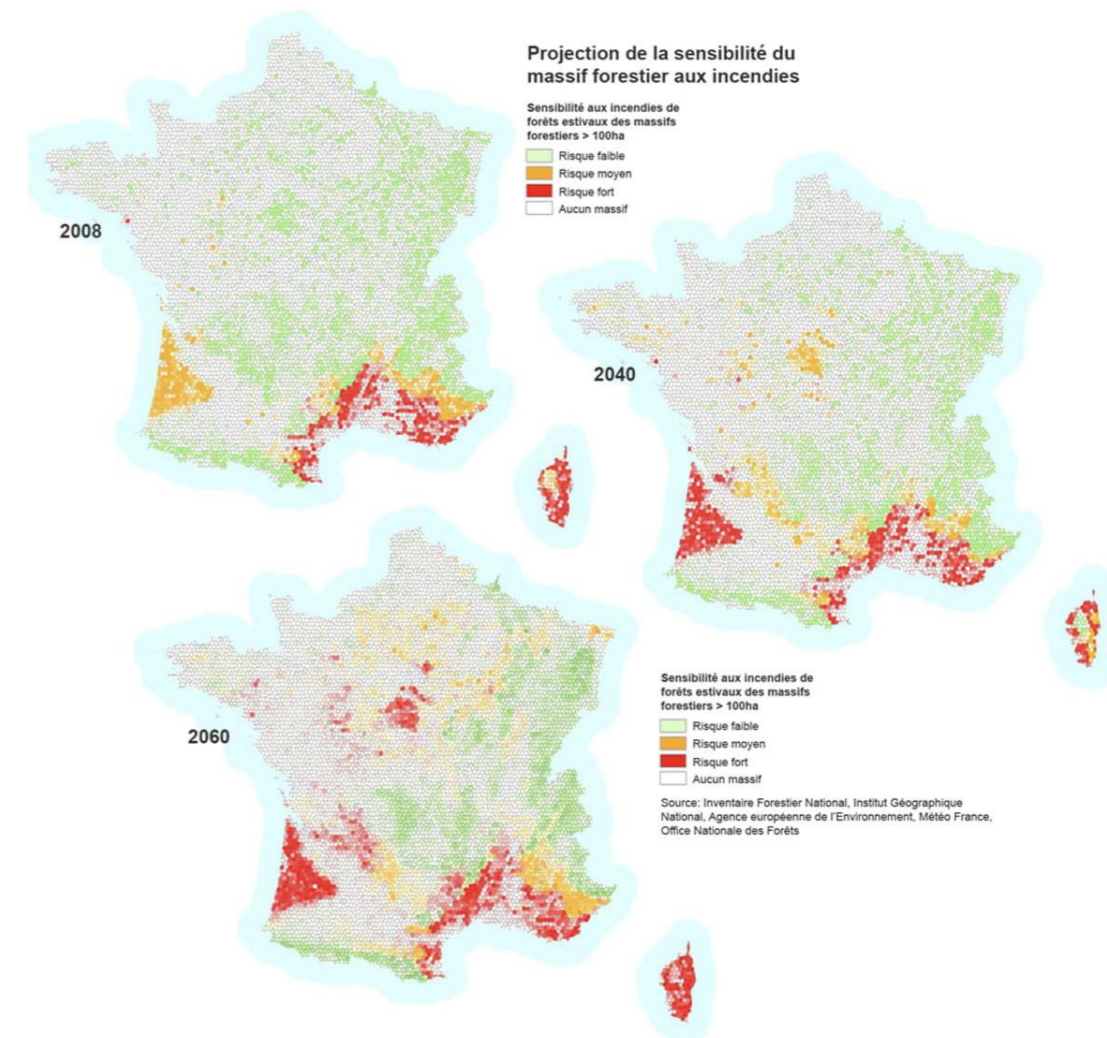 Projection de la sensibilité du
massif forestier aux incendies
Sensibilité aux incendies de
forêts estivaux des massifs
forestiers > 100ha
Risque faible
Risque moyen
Risque fort
Aucun massif
2008
2040
2060
Sensibilité aux incendies de
forêts estivaux des massifs
forestiers > 100ha
Risque faible
Risque moyen
Risque fort
Aucun massif
Source: Inventaire Forestier National, Institut Géographique
National, Agence européenne de l'Environnement, Météo France,
Office Nationale des Forêts